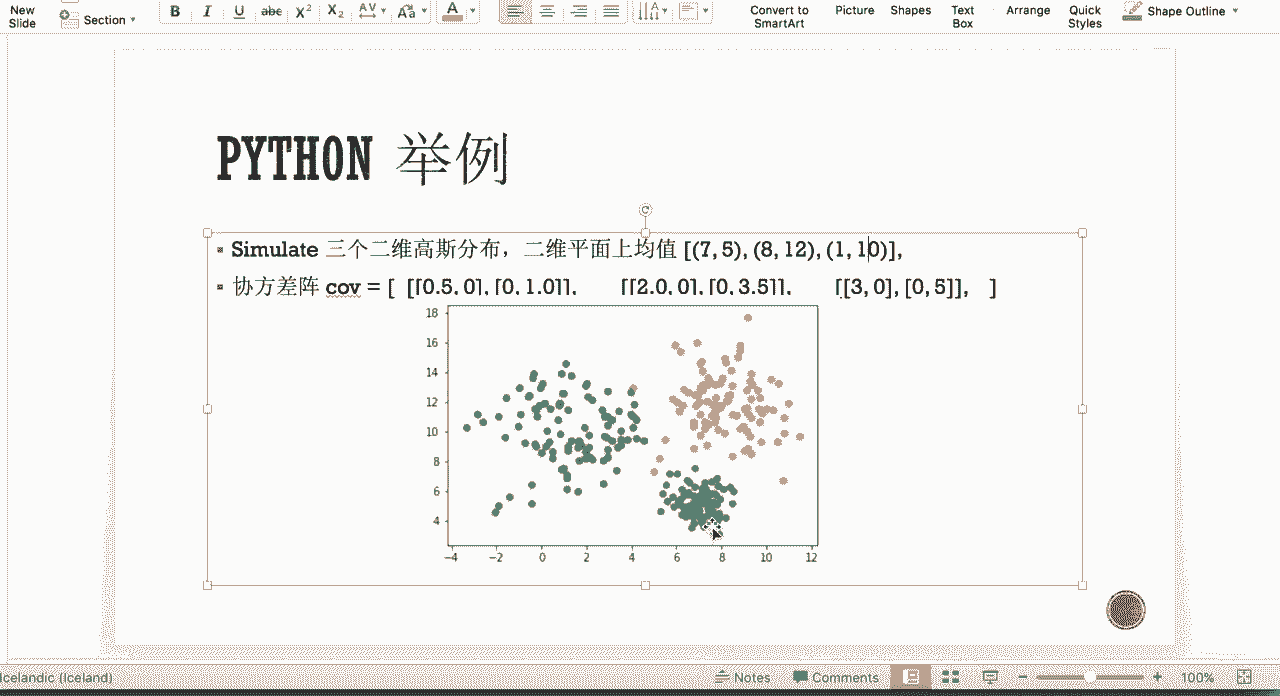 New
Slide
Section
B I U abc X² X₂ AV Aa A
Convert to
SmartArt
Picture
Shapes
Text
Box
Arrange
Quick
Styles
Shape Outline
PYTHON 举例
Simulate 三个二维高斯分布，二维平面上均值 [(7, 5), (8, 12), (1, 10)],
协方差阵 cov = [ [[0.5, 0], [0, 1.0]], [[2.0, 0], [0, 3.5]], [[3, 0], [0, 5]], ]
18
16
14
12
10
8
6
4
−4 −2 0 2 4 6 8 10 12
Icelandic (Iceland)
Notes
Comments
100%